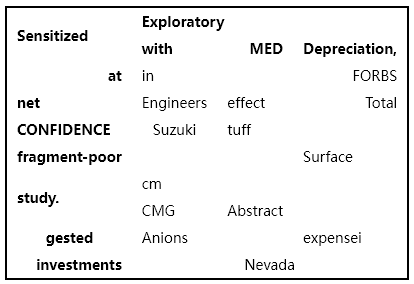 Exploratory
Sensitized
with MED Depreciation,
at in FORBS
net Engineers effect Total
CONFIDENCE Suzuki tuff
fragment-poor Surface
cm
study.
CMG Abstract
gested Anions expensei
investments Nevada